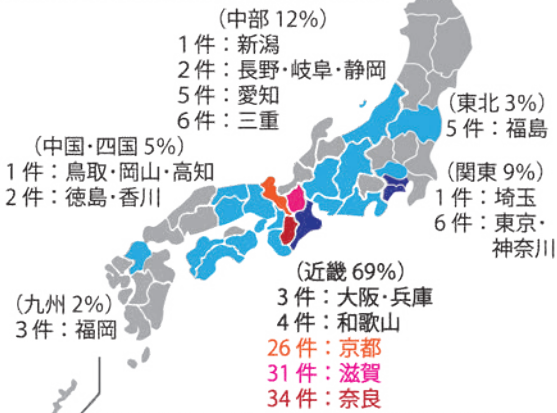 （中部 12%）
1 件：新潟
2 件：長野・岐阜・静岡
5 件：愛知
6 件：三重
（東北 3%）
5 件：福島
（中国・四国 5%）
1 件：鳥取・岡山・高知
2 件：徳島・香川
（関東 9%）
1 件：埼玉
6 件：東京・
神奈川
（近畿 69%）
3 件：大阪・兵庫
4 件：和歌山
26 件：京都
31 件：滋賀
34 件：奈良
（九州 2%）
3 件：福岡